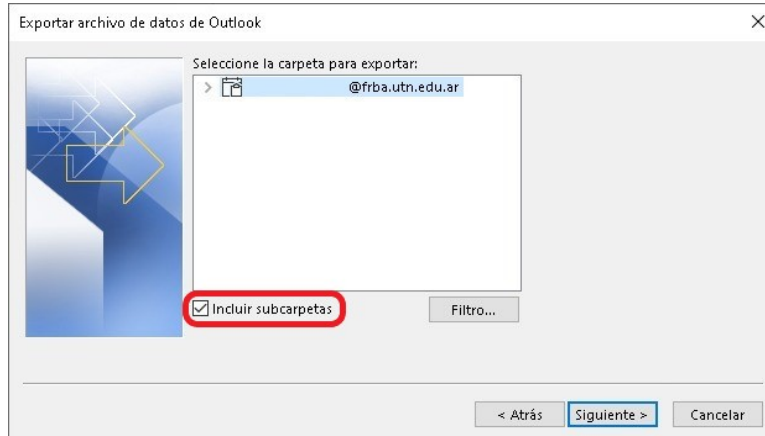 Exportar archivo de datos de Outlook
Seleccione la carpeta para exportar:
@frba.utn.edu.ar
Incluir subcarpetas
Filtro...
< Atrás
Siguiente >
Cancelar